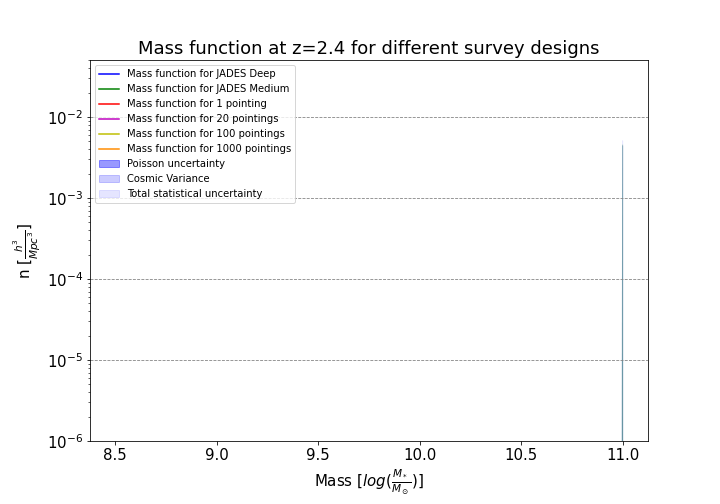 Mass function at z=2.4 for different survey designs
Mass function for JADES Deep
Mass function for JADES Medium
Mass function for 1 pointing
Mass function for 20 pointings
Mass function for 100 pointings
Mass function for 1000 pointings
Poisson uncertainty
Cosmic Variance
Total statistical uncertainty
n [h³/Mpc³]
10⁻²
10⁻³
10⁻⁴
10⁻⁵
10⁻⁶
8.5 9.0 9.5 10.0 10.5 11.0
Mass [log(M⋆/M⊙)]